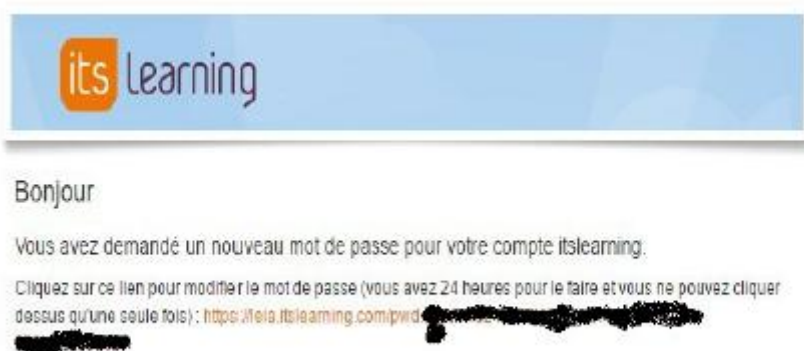 its learning
Bonjour
Vous avez demandé un nouveau mot de passe pour votre compte itslearning.
Cliquez sur ce lien pour modifier le mot de passe (vous avez 24 heures pour le faire et vous ne pouvez cliquer
dessus qu'une seule fois) : https://leia.itslearning.com/pwd